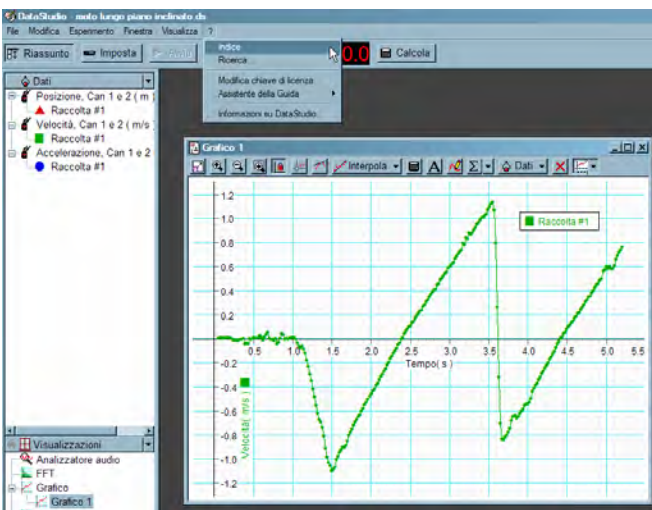 DataStudio - moto lungo piano inclinato.ds
File Modifica Esperimento Finestra Visualizza ?
Riassunto Imposta 0.0 Calcola
Indice
Ricerca...
Modifica chiave di licenza
Assistente della Guida
Informazioni su DataStudio
Dati
Posizione, Can 1 e 2 ( m )
Raccolta #1
Velocità, Can 1 e 2 ( m/s )
Raccolta #1
Accelerazione, Can 1 e 2
Raccolta #1
Grafico 1
Interpola A Σ Dati
Raccolta #1
1.2
1.0
0.8
0.6
0.4
0.2
-0.2
-0.4
-0.6
-0.8
-1.0
-1.2
0.5 1.0 1.5 2.0 2.5 3.0 3.5 4.0 4.5 5.0 5.5
Tempo( s )
Velocità( m/s )
Visualizzazioni
Analizzatore audio
FFT
Grafico
Grafico 1